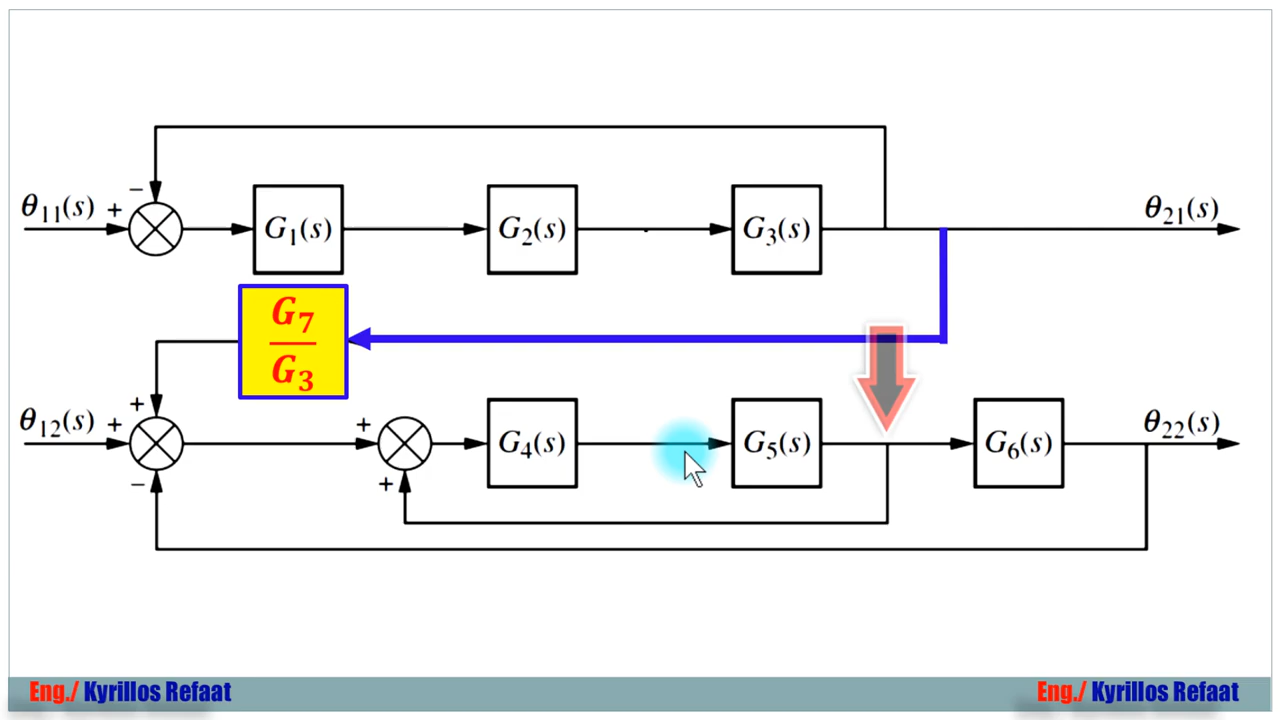 −
θ₁₁(s) +
G₁(s) G₂(s) G₃(s)
θ₂₁(s)
G₇
G₃
+
θ₁₂(s) +
−
+
+
G₄(s) G₅(s) G₆(s)
θ₂₂(s)
Eng./ Kyrillos Refaat Eng./ Kyrillos Refaat